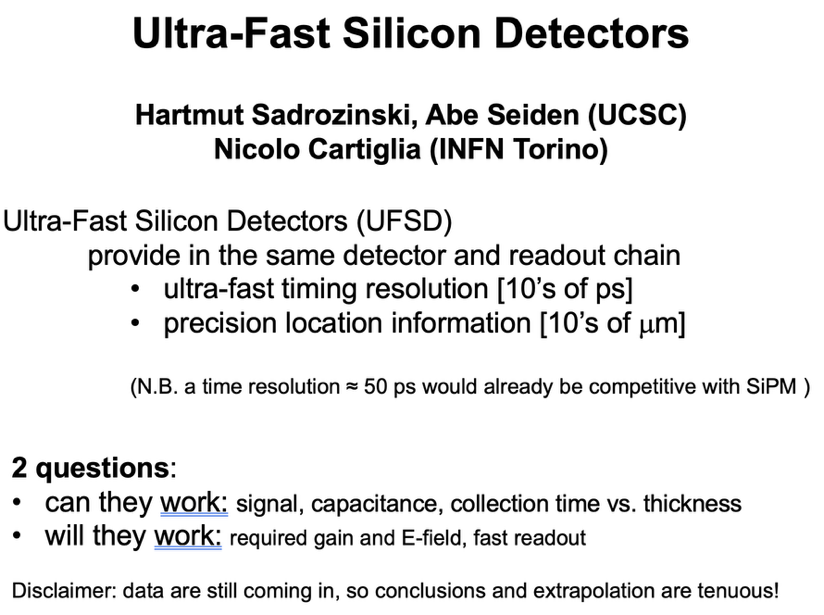 Ultra-Fast Silicon Detectors
Hartmut Sadrozinski, Abe Seiden (UCSC)
Nicolo Cartiglia (INFN Torino)
Ultra-Fast Silicon Detectors (UFSD)
provide in the same detector and readout chain
• ultra-fast timing resolution [10’s of ps]
• precision location information [10’s of μm]
(N.B. a time resolution ≈ 50 ps would already be competitive with SiPM )
2 questions:
• can they work: signal, capacitance, collection time vs. thickness
• will they work: required gain and E-field, fast readout
Disclaimer: data are still coming in, so conclusions and extrapolation are tenuous!